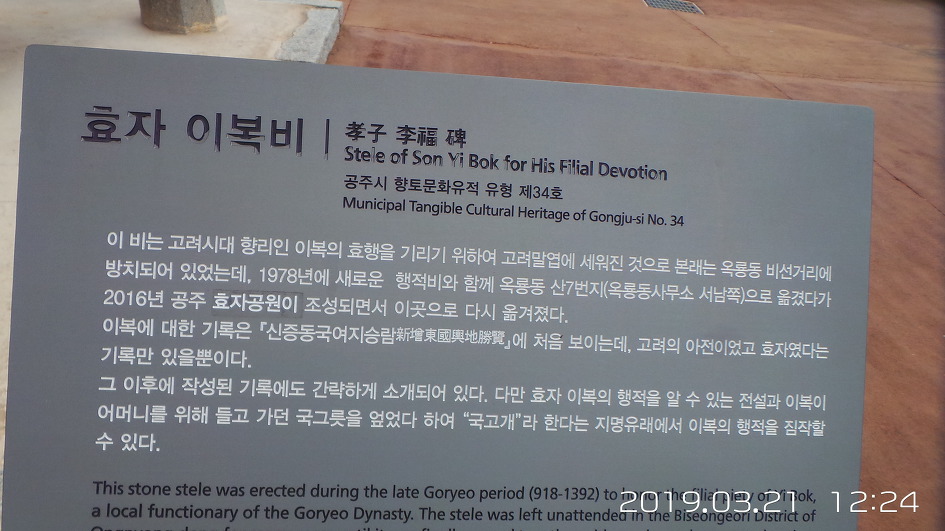 효자 이복비
孝子 李福 碑
Stele of Son Yi Bok for His Filial Devotion
공주시 향토문화유적 유형 제34호
Municipal Tangible Cultural Heritage of Gongju-si No. 34
이 비는 고려시대 향리인 이복의 효행을 기리기 위하여 고려말엽에 세워진 것으로 본래는 옥룡동 비선거리에
방치되어 있었는데, 1978년에 새로운 행적비와 함께 옥룡동 산7번지(옥룡동사무소 서남쪽)으로 옮겼다가
2016년 공주 효자공원이 조성되면서 이곳으로 다시 옮겨졌다.
이복에 대한 기록은 『신증동국여지승람新增東國輿地勝覽』에 처음 보이는데, 고려의 아전이었고 효자였다는
기록만 있을뿐이다.
그 이후에 작성된 기록에도 간략하게 소개되어 있다. 다만 효자 이복의 행적을 알 수 있는 전설과 이복이
어머니를 위해 들고 가던 국그릇을 엎었다 하여 “국고개”라 한다는 지명유래에서 이복의 행적을 짐작할
수 있다.
This stone stele was erected during the late Goryeo period (918-1392) to honor the filial piety of Yi Bok,
a local functionary of the Goryeo Dynasty. The stele was left unattended in the Biseongeori District of
2019.03.21 12:24